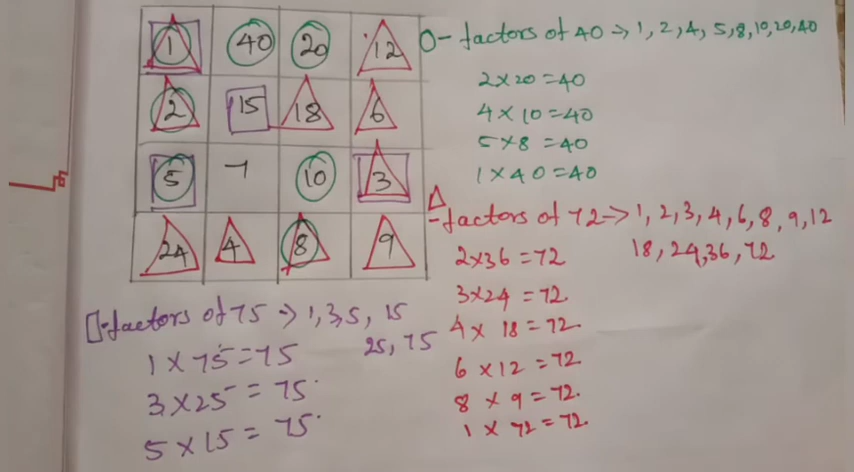 1 40 20 12
2 15 18 6
5 7 10 3
24 4 8 9
O- factors of 40 → 1, 2, 4, 5, 8, 10, 20, 40
2 × 20 = 40
4 × 10 = 40
5 × 8 = 40
1 × 40 = 40
△ - factors of 72 → 1, 2, 3, 4, 6, 8, 9, 12
18, 24, 36, 72
2 × 36 = 72
3 × 24 = 72
4 × 18 = 72
6 × 12 = 72
8 × 9 = 72
1 × 72 = 72
□ - factors of 75 → 1, 3, 5, 15
25, 75
1 × 75 = 75
3 × 25 = 75
5 × 15 = 75